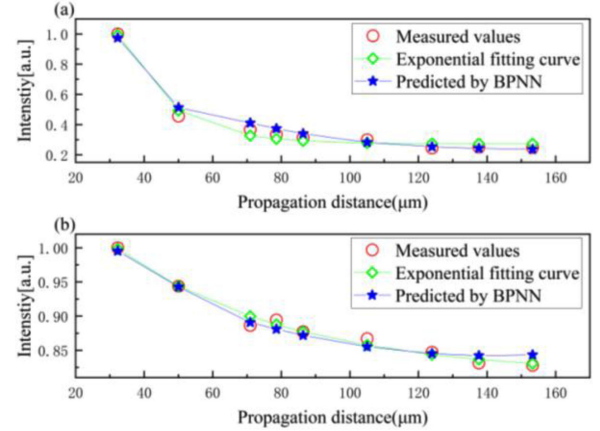 (a)
Measured values
Exponential fitting curve
Predicted by BPNN
Intenstiy[a.u.]
1.0
0.8
0.6
0.4
0.2
20 40 60 80 100 120 140 160
Propagation distance(μm)
(b)
Measured values
Exponential fitting curve
Predicted by BPNN
Intenstiy[a.u.]
1.00
0.95
0.90
0.85
20 40 60 80 100 120 140 160
Propagation distance(μm)